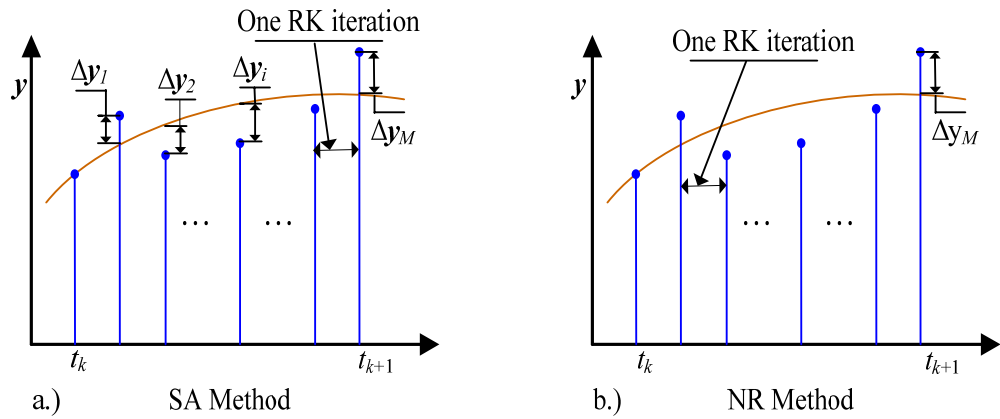 One RK iteration
y
Δy1
Δy2
Δyi
ΔyM
... ...
tk
tk+1
a.) SA Method
One RK iteration
y
ΔyM
... ...
tk
tk+1
b.) NR Method